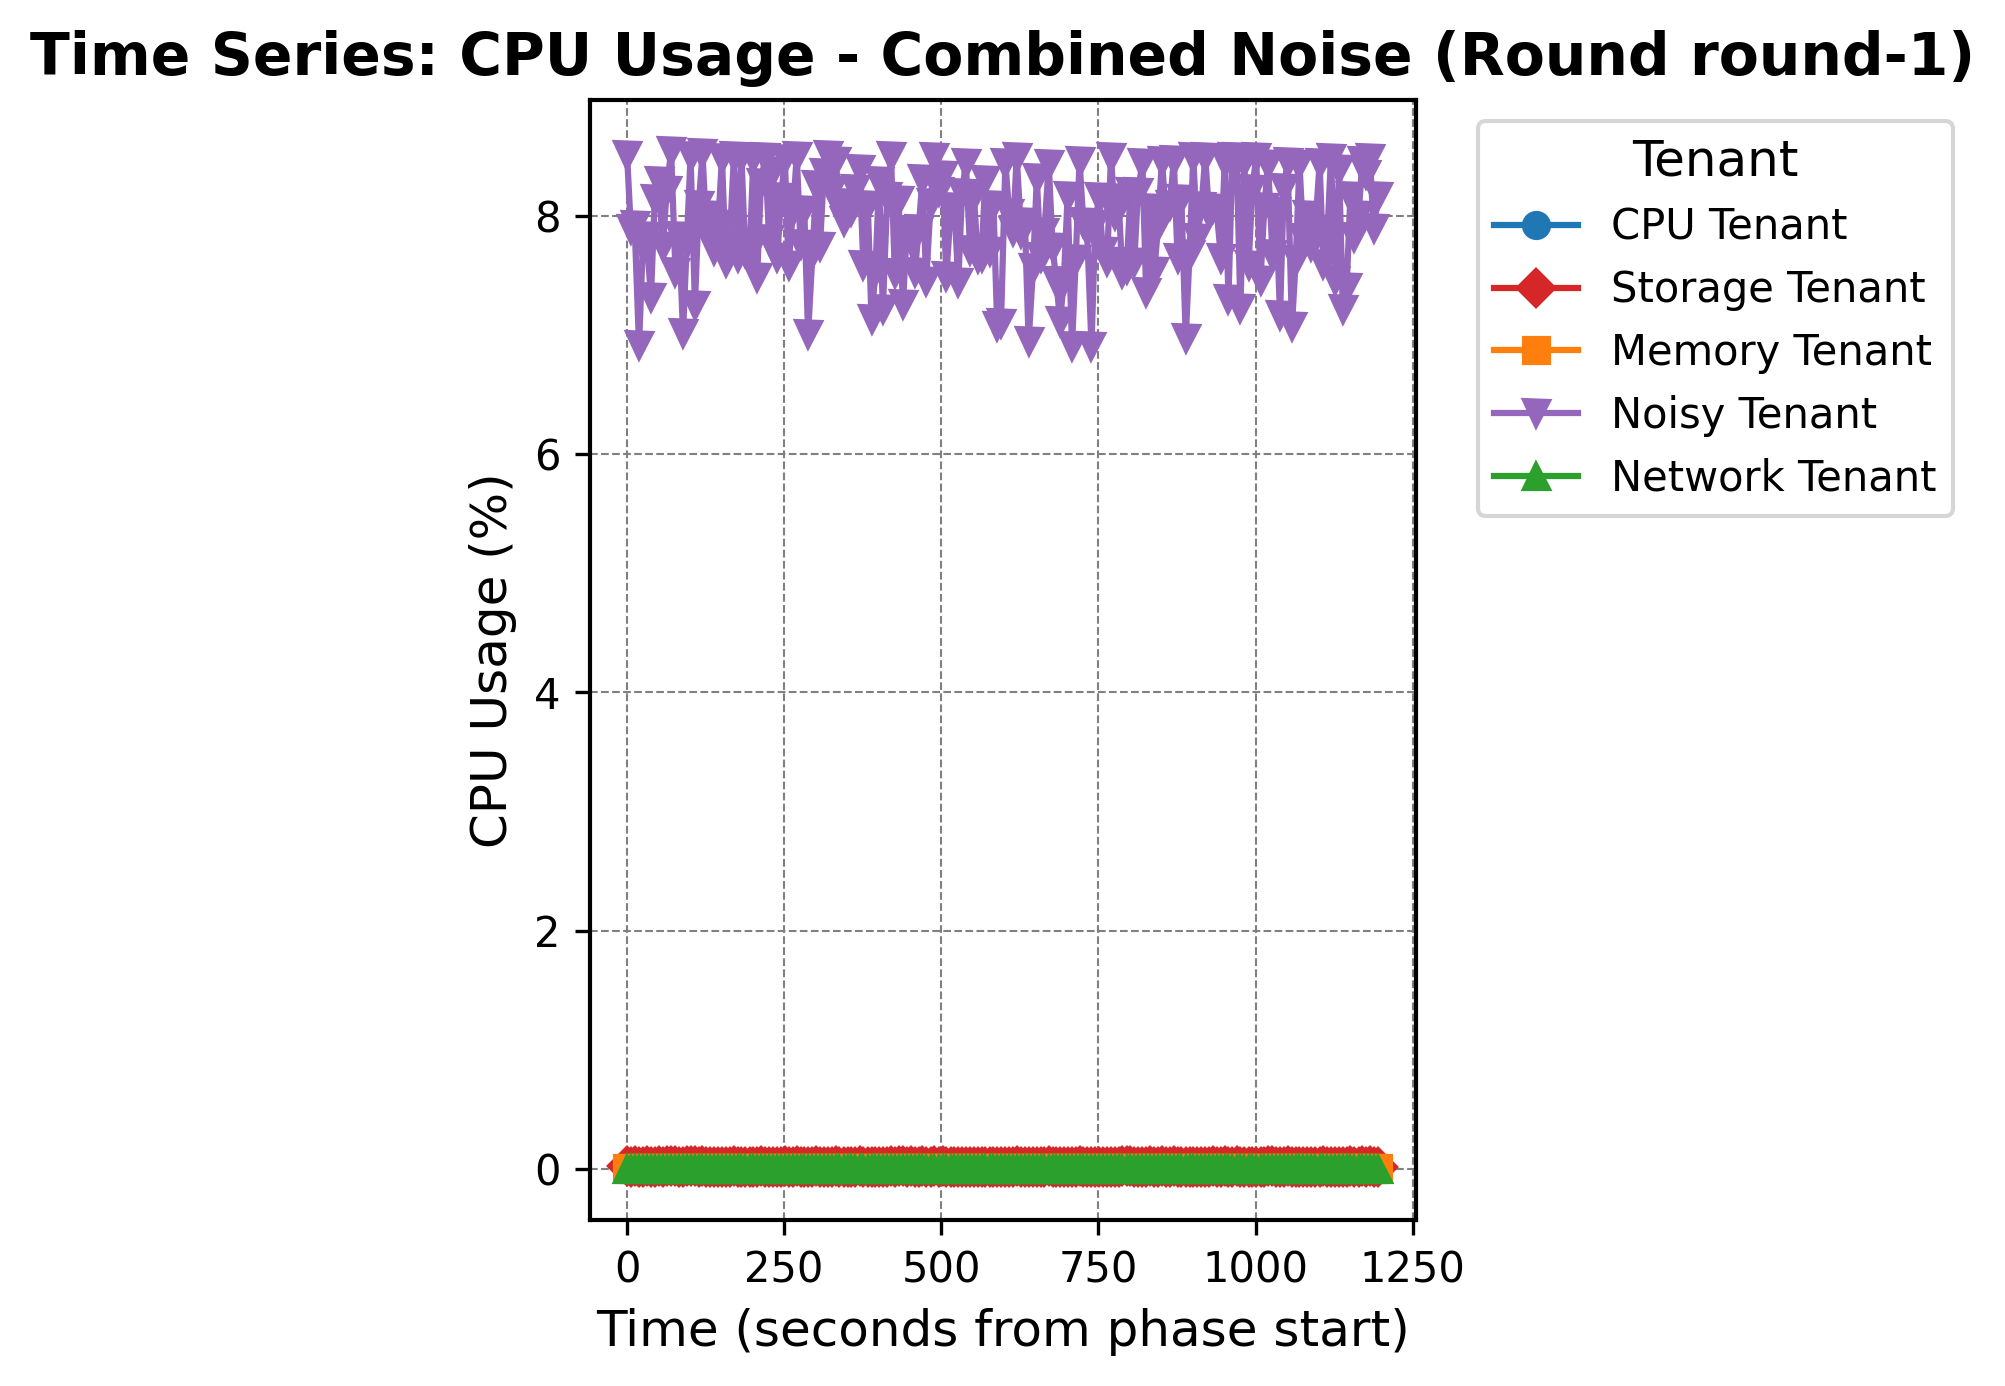 Time Series: CPU Usage - Combined Noise (Round round-1)
Tenant
CPU Tenant
Storage Tenant
Memory Tenant
Noisy Tenant
Network Tenant
CPU Usage (%)
8
6
4
2
0
0 250 500 750 1000 1250
Time (seconds from phase start)